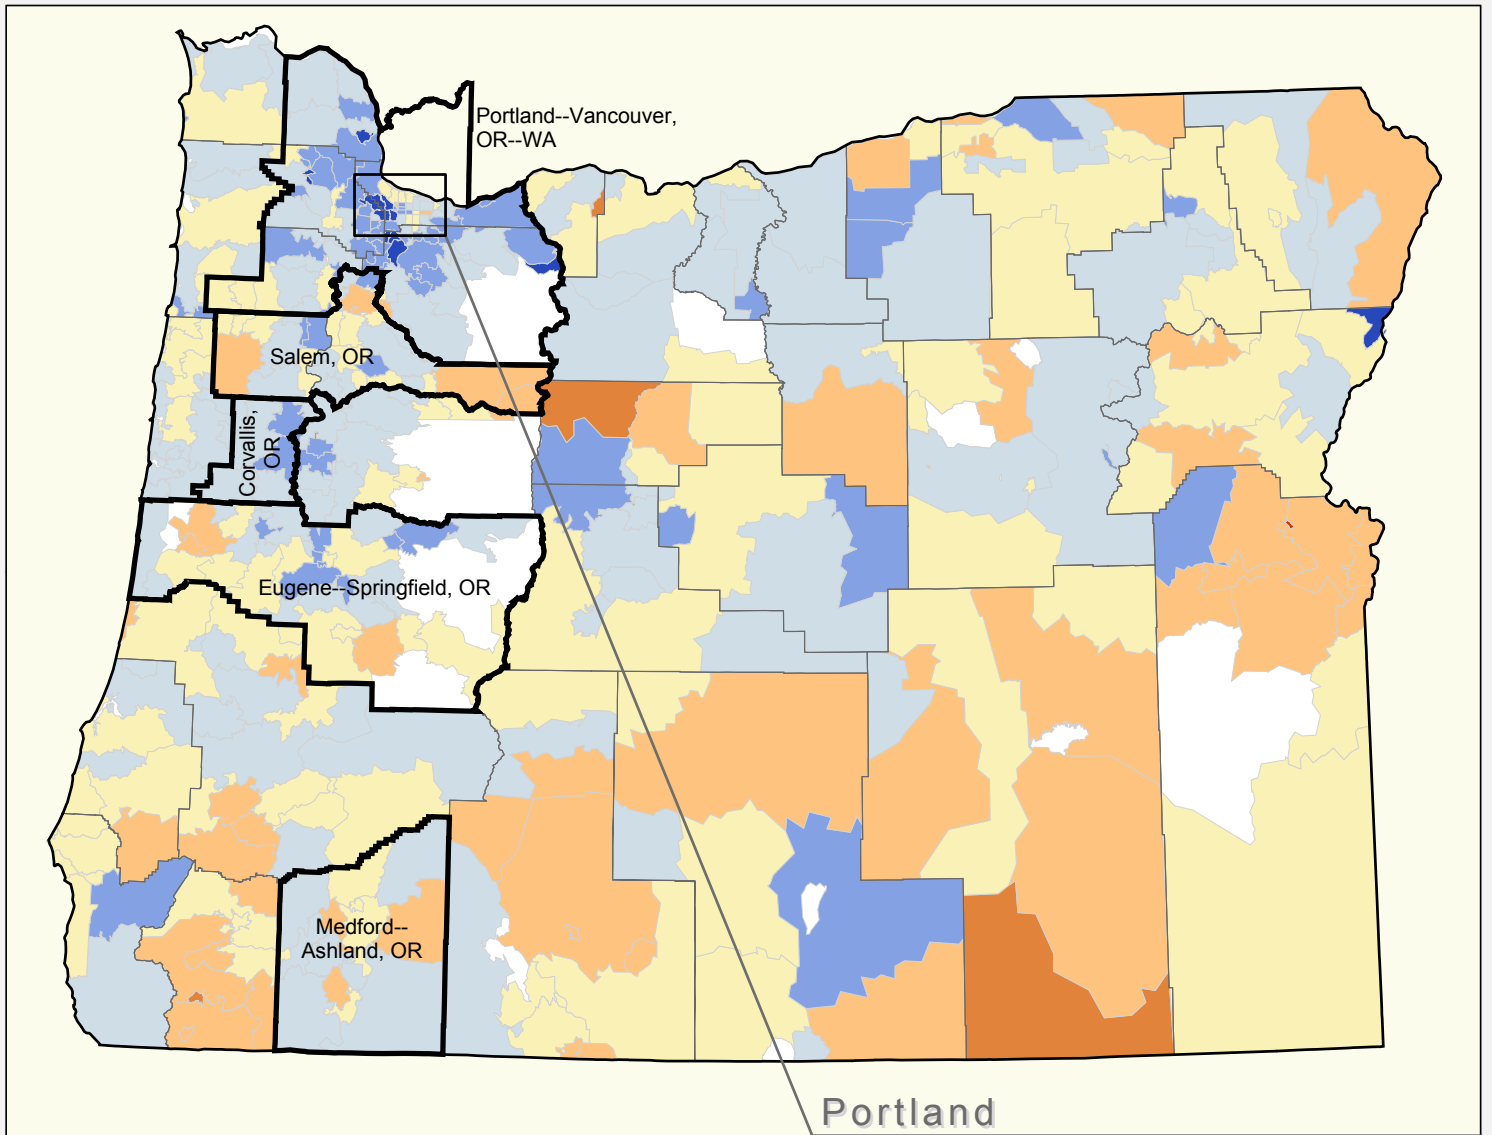 Portland--Vancouver,
OR--WA
Salem, OR
Corvallis,
OR
Eugene--Springfield, OR
Medford--
Ashland, OR
Portland